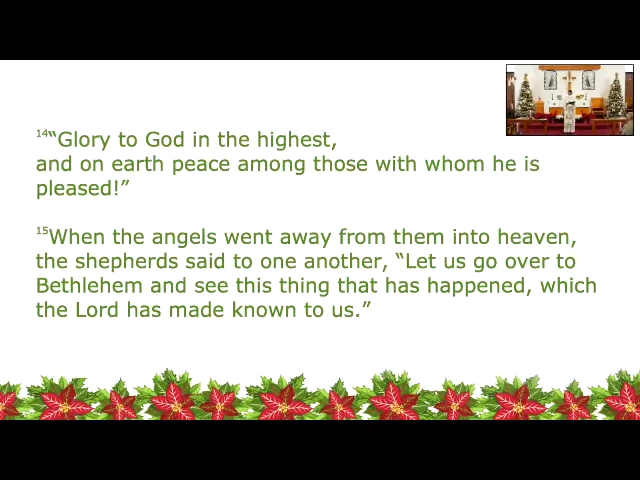 14“Glory to God in the highest,
and on earth peace among those with whom he is
pleased!”
15When the angels went away from them into heaven,
the shepherds said to one another, “Let us go over to
Bethlehem and see this thing that has happened, which
the Lord has made known to us.”